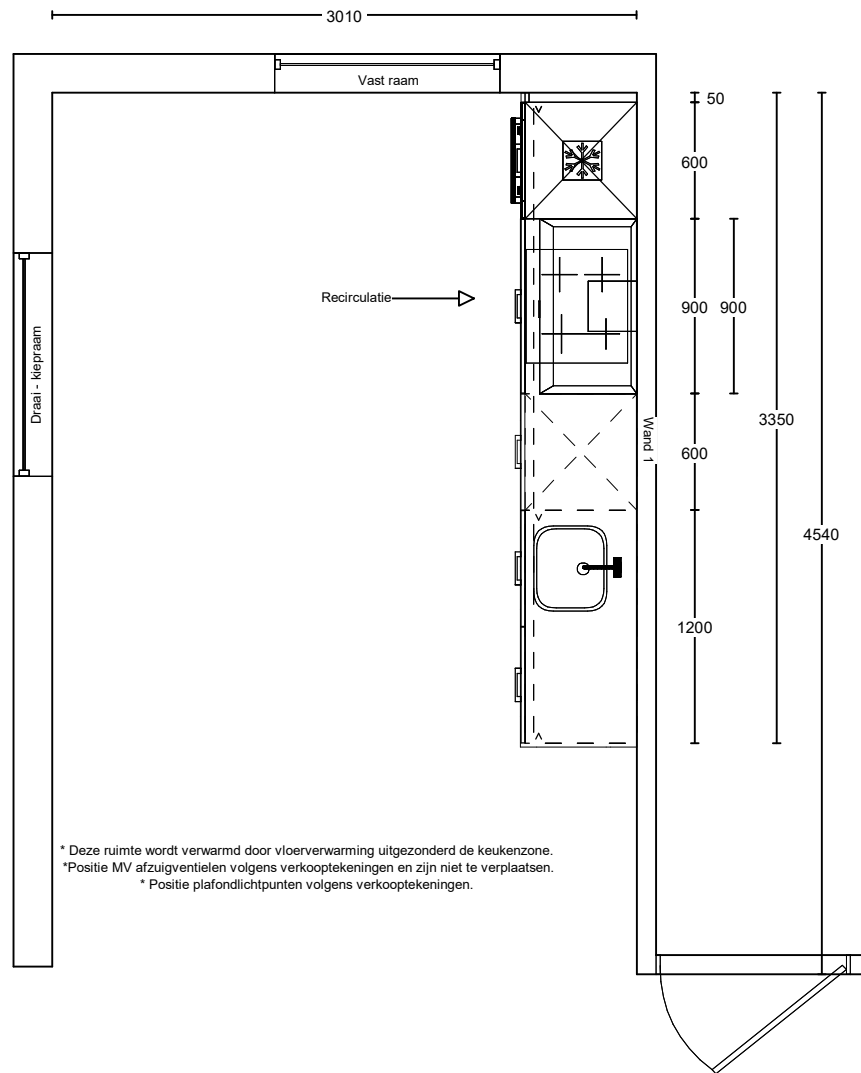 3010
Vast raam
50
600
Recirculatie
900
900
Draai - kiepraam
3350
Wand 1
600
4540
1200
* Deze ruimte wordt verwarmd door vloerverwarming uitgezonderd de keukenzone.
*Positie MV afzuigventielen volgens verkooptekeningen en zijn niet te verplaatsen.
* Positie plafondlichtpunten volgens verkooptekeningen.